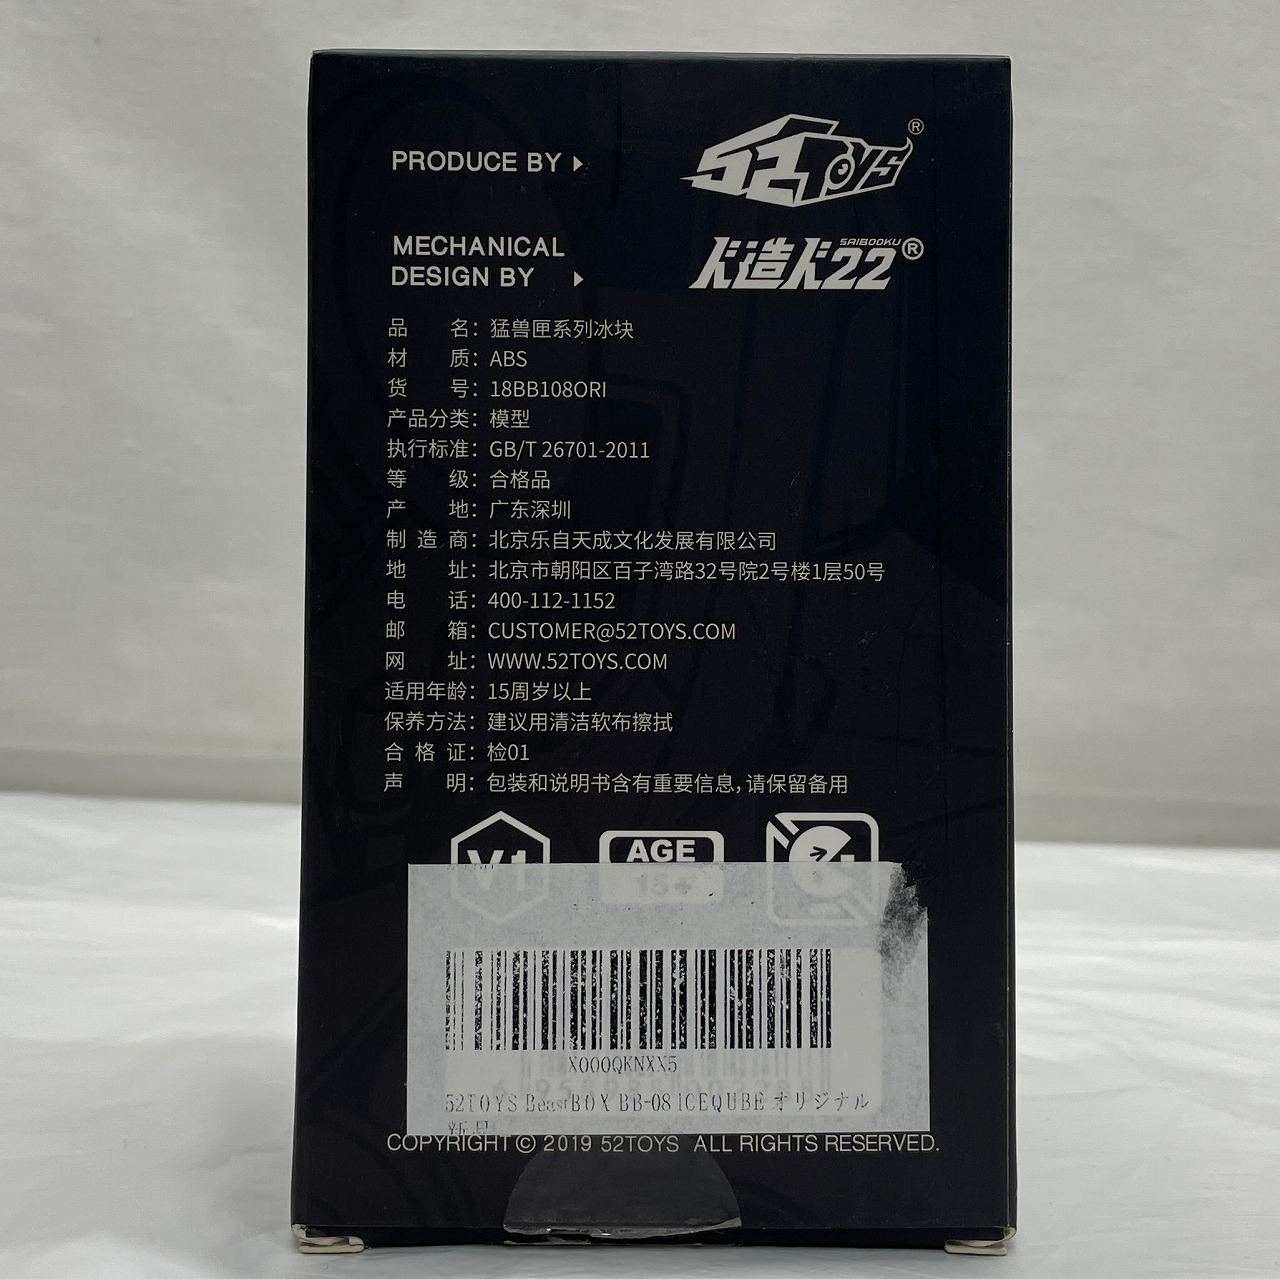 PRODUCE BY
52TOYS®
MECHANICAL
DESIGN BY
人造人22®
SAIBOOKU
品 名：猛兽匣系列冰块
材 质：ABS
货 号：18BB108ORI
产品分类：模型
执行标准：GB/T 26701-2011
等 级：合格品
产 地：广东深圳
制 造 商：北京乐自天成文化发展有限公司
地 址：北京市朝阳区百子湾路32号院2号楼1层50号
电 话：400-112-1152
邮 箱：CUSTOMER@52TOYS.COM
网 址：WWW.52TOYS.COM
适用年龄：15周岁以上
保养方法：建议用清洁软布擦拭
合 格 证：检01
声 明：包装和说明书含有重要信息，请保留备用
V1
AGE
15+
X000QKNXX5
52TOYS BeastBOX BB-08 ICEQUBE オリジナル
新品
COPYRIGHT © 2019 52TOYS ALL RIGHTS RESERVED.